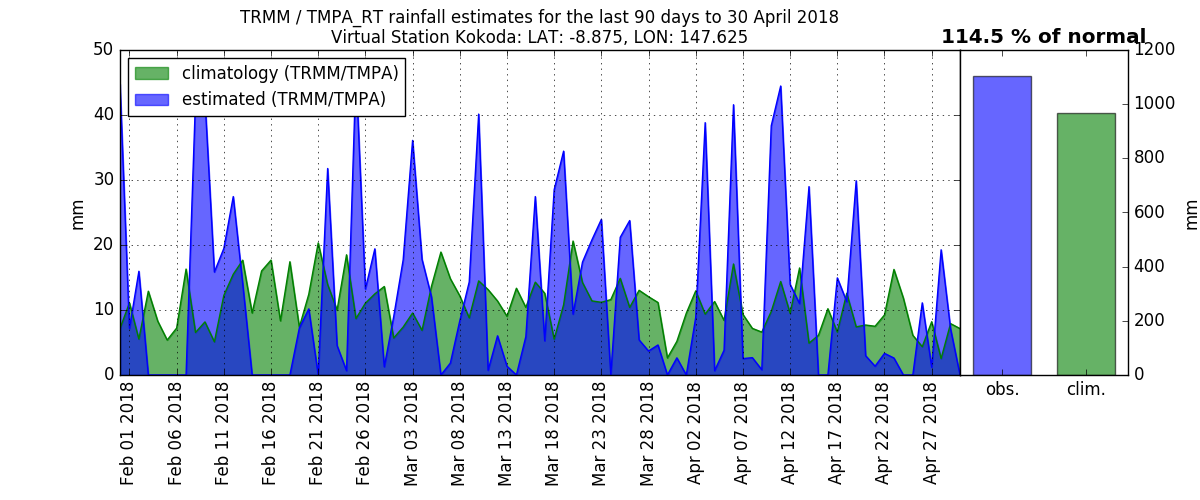 TRMM / TMPA_RT rainfall estimates for the last 90 days to 30 April 2018
Virtual Station Kokoda: LAT: -8.875, LON: 147.625
114.5 % of normal
climatology (TRMM/TMPA)
estimated (TRMM/TMPA)
50
40
30
20
10
0
mm
Feb 01 2018
Feb 06 2018
Feb 11 2018
Feb 16 2018
Feb 21 2018
Feb 26 2018
Mar 03 2018
Mar 08 2018
Mar 13 2018
Mar 18 2018
Mar 23 2018
Mar 28 2018
Apr 02 2018
Apr 07 2018
Apr 12 2018
Apr 17 2018
Apr 22 2018
Apr 27 2018
obs.
clim.
1200
1000
800
600
400
200
0
mm